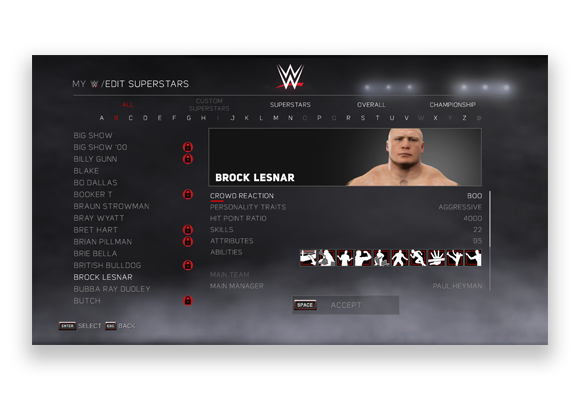 MY W/EDIT SUPERSTARS
ALL
CUSTOM SUPERSTARS
SUPERSTARS
OVERALL
CHAMPIONSHIP
A B C D E F G H I J K L M N O P Q R S T U V W X Y Z @
BIG SHOW
BIG SHOW '00
BILLY GUNN
BLAKE
BO DALLAS
BOOKER T
BRAUN STROWMAN
BRAY WYATT
BRET HART
BRIAN PILLMAN
BRIE BELLA
BRITISH BULLDOG
BROCK LESNAR
BUBBA RAY DUDLEY
BUTCH
BROCK LESNAR
CROWD REACTION 800
PERSONALITY TRAITS AGGRESSIVE
HIT POINT RATIO 4000
SKILLS 22
ATTRIBUTES 95
ABILITIES
MAIN TEAM
MAIN MANAGER PAUL HEYMAN
SPACE ACCEPT
ENTER SELECT ESC BACK